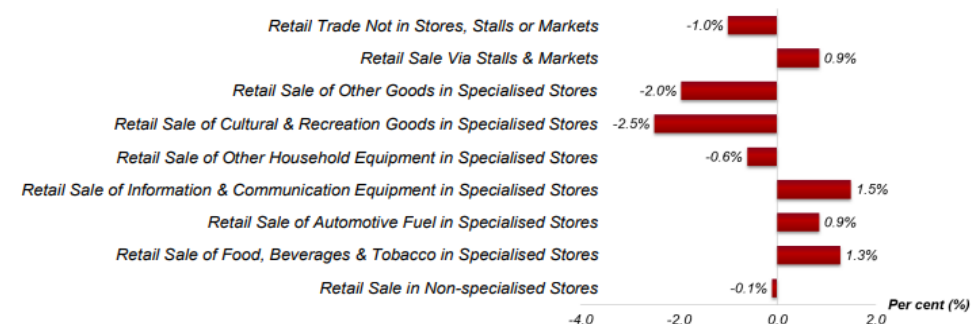 Retail Trade Not in Stores, Stalls or Markets -1.0%
Retail Sale Via Stalls & Markets 0.9%
Retail Sale of Other Goods in Specialised Stores -2.0%
Retail Sale of Cultural & Recreation Goods in Specialised Stores -2.5%
Retail Sale of Other Household Equipment in Specialised Stores -0.6%
Retail Sale of Information & Communication Equipment in Specialised Stores 1.5%
Retail Sale of Automotive Fuel in Specialised Stores 0.9%
Retail Sale of Food, Beverages & Tobacco in Specialised Stores 1.3%
Retail Sale in Non-specialised Stores -0.1%
Per cent (%)
-4.0 -2.0 0.0 2.0